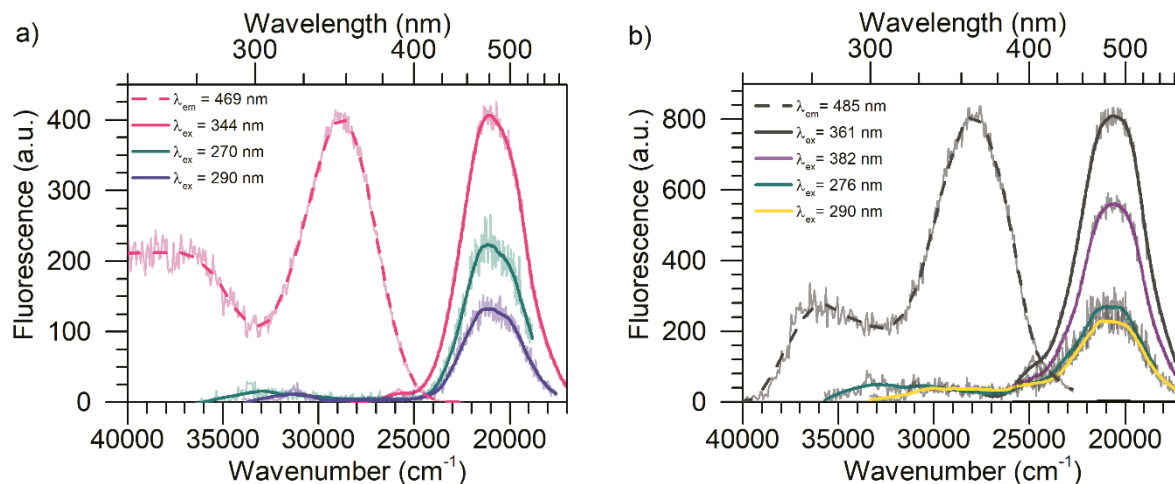 a)
Wavelength (nm)
300 400 500
Fluorescence (a.u.)
400
300
200
100
0
λem = 469 nm
λex = 344 nm
λex = 270 nm
λex = 290 nm
40000 35000 30000 25000 20000
Wavenumber (cm-1)
b)
Wavelength (nm)
300 400 500
Fluorescence (a.u.)
800
600
400
200
0
λem = 485 nm
λex = 361 nm
λex = 382 nm
λex = 276 nm
λex = 290 nm
40000 35000 30000 25000 20000
Wavenumber (cm-1)